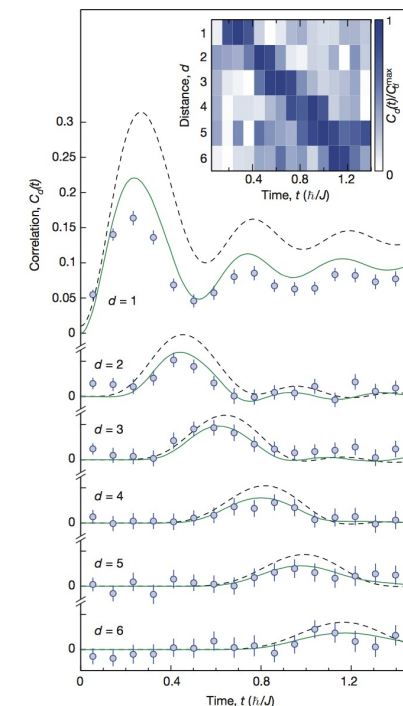 Correlation, C_d(t)
0.3
0.25
0.2
0.15
0.1
0.05
0
d = 1
Distance, d
1
2
3
4
5
6
0.4 0.8 1.2
Time, t (ħ/J)
1
0
C_d(t)/C_d^max
d = 2
0
d = 3
0
d = 4
0
d = 5
0
d = 6
0
0 0.4 0.8 1.2
Time, t (ħ/J)